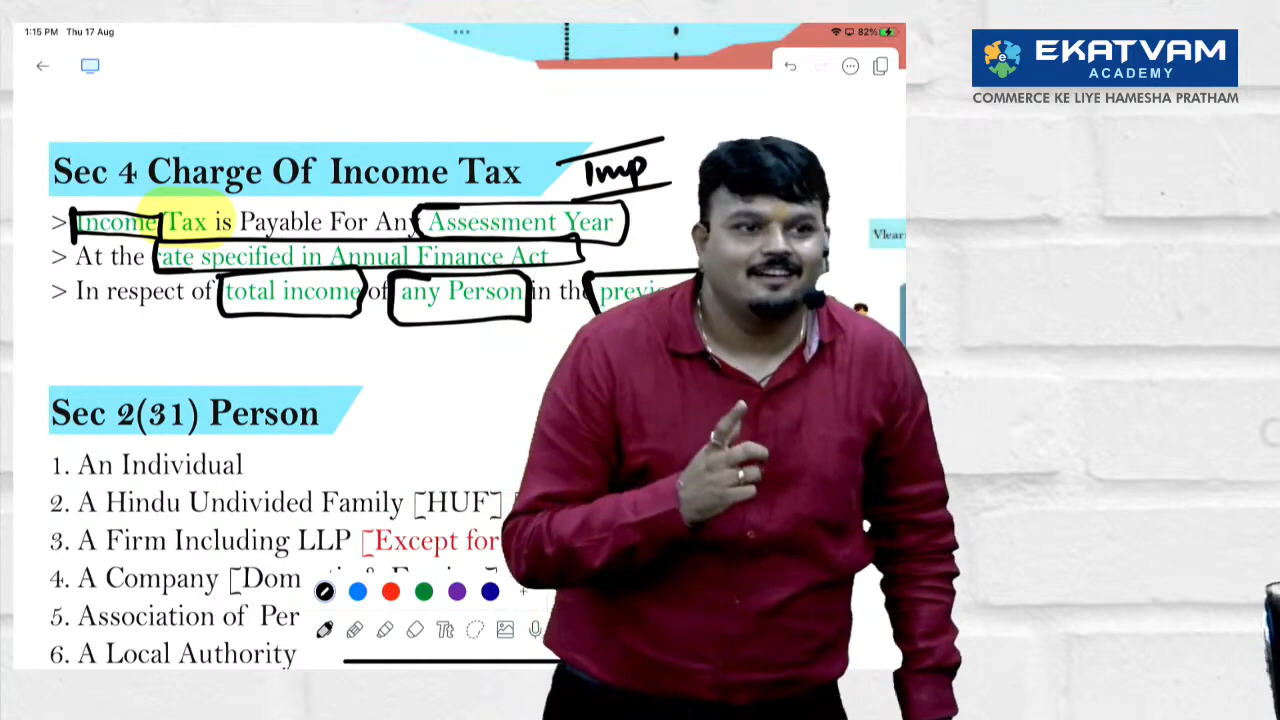 1:15 PM Thu 17 Aug
82%
EKATVAM
ACADEMY
COMMERCE KE LIYE HAMESHA PRATHAM
Sec 4 Charge Of Income Tax
Imp
> Income Tax is Payable For Any Assessment Year
> At the rate specified in Annual Finance Act
> In respect of total income of any Person in the
Sec 2(31) Person
1. An Individual
2. A Hindu Undivided Family [HUF]
3. A Firm Including LLP [Except for
4. A Company [Dom
5. Association of Per
6. A Local Authority
Tt